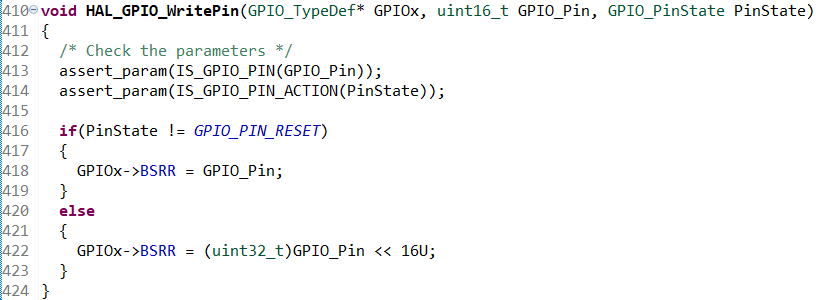 410 void HAL_GPIO_WritePin(GPIO_TypeDef* GPIOx, uint16_t GPIO_Pin, GPIO_PinState PinState)
411 {
412   /* Check the parameters */
413   assert_param(IS_GPIO_PIN(GPIO_Pin));
414   assert_param(IS_GPIO_PIN_ACTION(PinState));
415
416   if(PinState != GPIO_PIN_RESET)
417   {
418     GPIOx->BSRR = GPIO_Pin;
419   }
420   else
421   {
422     GPIOx->BSRR = (uint32_t)GPIO_Pin << 16U;
423   }
424 }